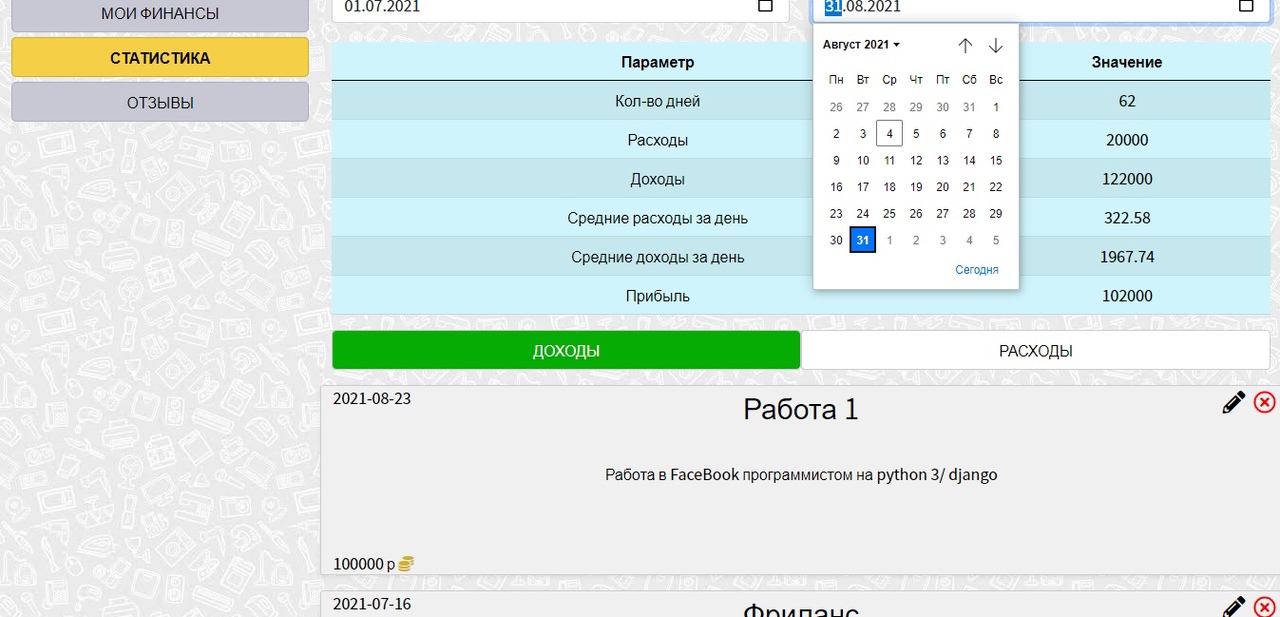 МОИ ФИНАНСЫ
СТАТИСТИКА
ОТЗЫВЫ
01.07.2021
31.08.2021
Август 2021
Пн Вт Ср Чт Пт Сб Вс
26 27 28 29 30 31 1
2 3 4 5 6 7 8
9 10 11 12 13 14 15
16 17 18 19 20 21 22
23 24 25 26 27 28 29
30 31 1 2 3 4 5
Сегодня
Параметр Значение
Кол-во дней 62
Расходы 20000
Доходы 122000
Средние расходы за день 322.58
Средние доходы за день 1967.74
Прибыль 102000
ДОХОДЫ РАСХОДЫ
2021-08-23
Работа 1
Работа в FaceBook программистом на python 3/ django
100000 р
2021-07-16
Фриланс